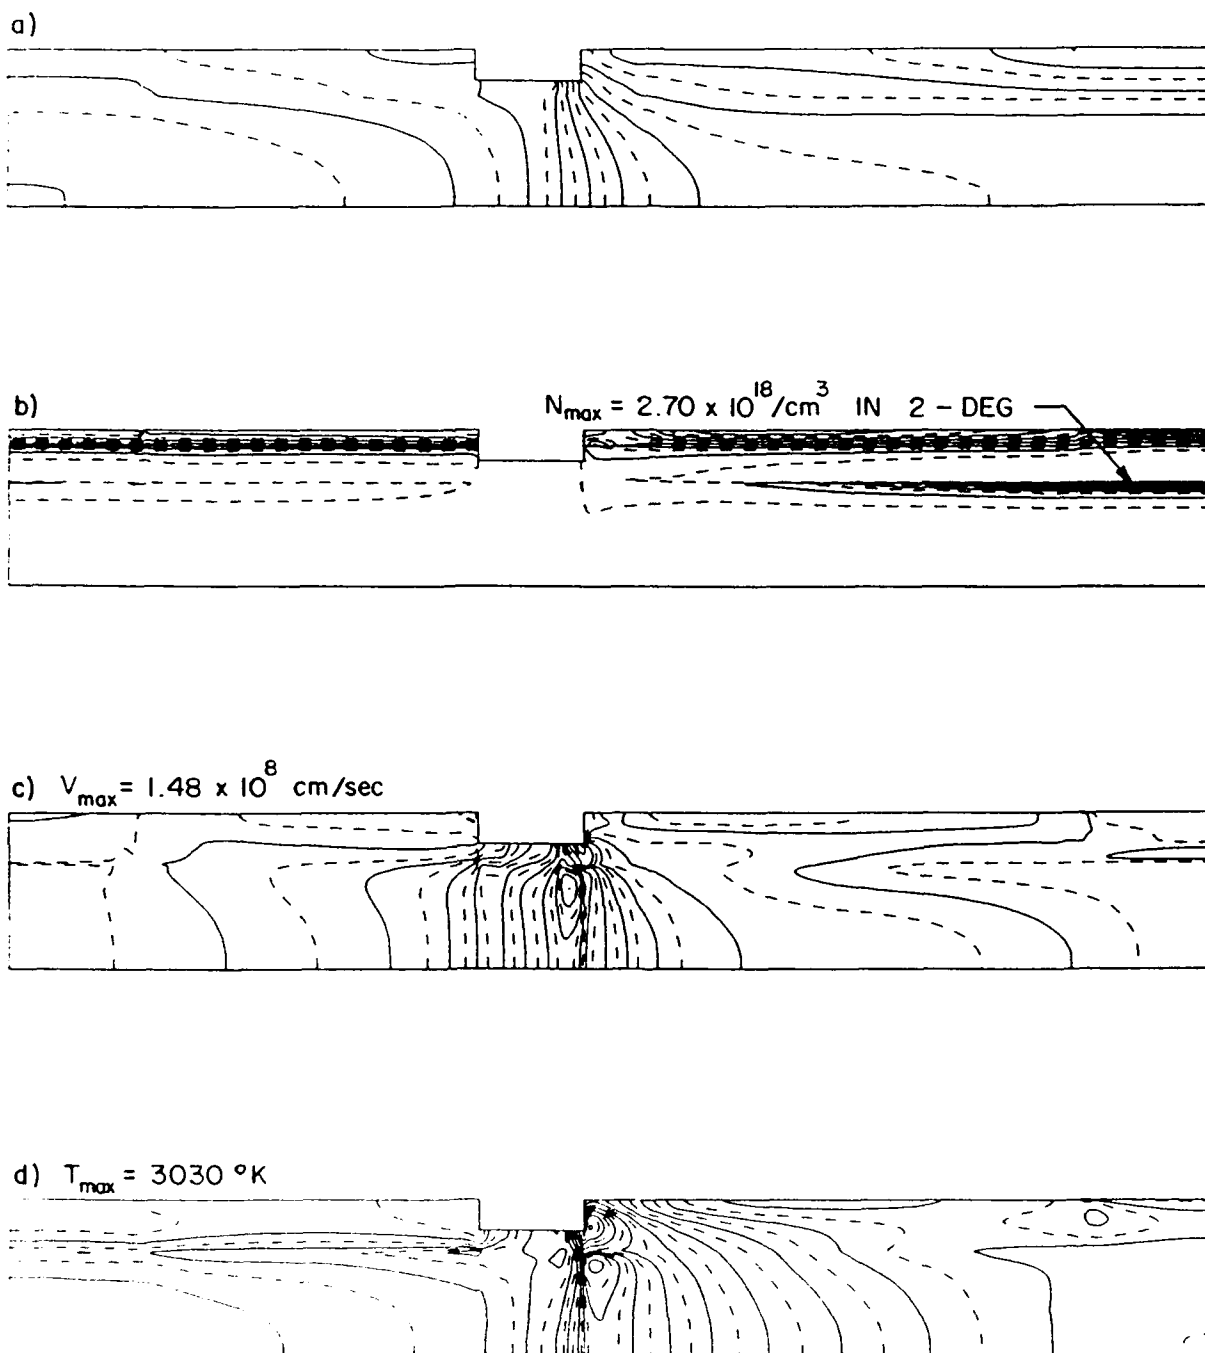 a)
b)
N_max = 2.70 x 10^18/cm^3 IN 2-DEG
c) V_max = 1.48 x 10^8 cm/sec
d) T_max = 3030 °K